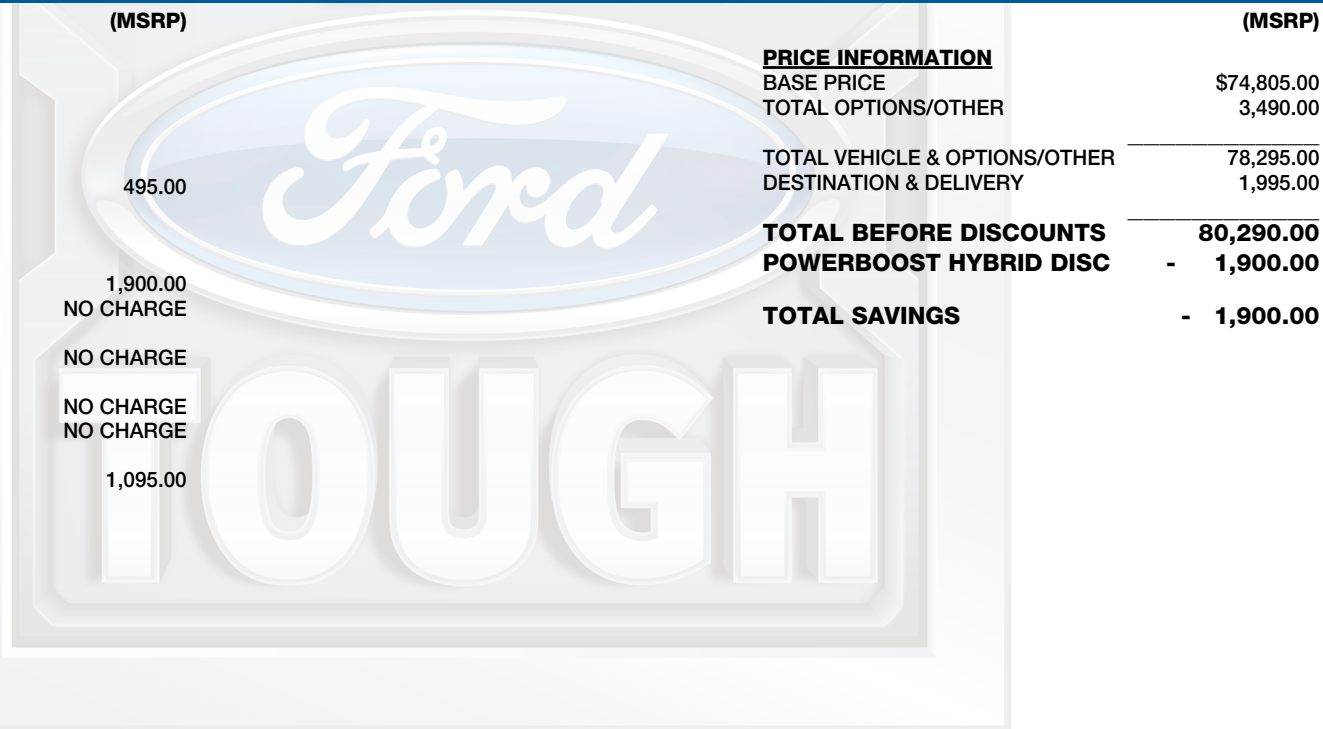 (MSRP)
495.00
1,900.00
NO CHARGE
NO CHARGE
NO CHARGE
NO CHARGE
1,095.00
Ford
TOUGH
(MSRP)
PRICE INFORMATION
BASE PRICE $74,805.00
TOTAL OPTIONS/OTHER 3,490.00
TOTAL VEHICLE & OPTIONS/OTHER 78,295.00
DESTINATION & DELIVERY 1,995.00
TOTAL BEFORE DISCOUNTS 80,290.00
POWERBOOST HYBRID DISC - 1,900.00
TOTAL SAVINGS - 1,900.00